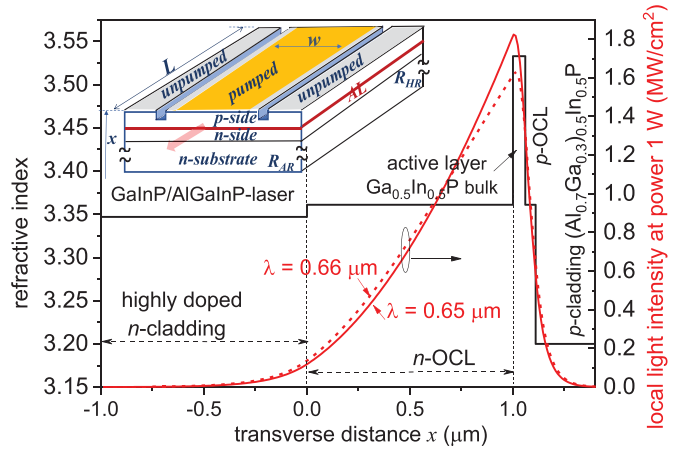 refractive index
3.55
3.50
3.45
3.40
3.35
3.30
3.25
3.20
3.15
L
w
unpumped
pumped
unpumped
AL
R_HR
x
p-side
n-side
n-substrate
R_AR
GaInP/AlGaInP-laser
active layer
Ga0.5In0.5P bulk
p-OCL
p-cladding (Al0.7Ga0.3)0.5In0.5P
λ = 0.66 μm
λ = 0.65 μm
highly doped
n-cladding
n-OCL
1.8
1.6
1.4
1.2
1.0
0.8
0.6
0.4
0.2
0.0
local light intensity at power 1 W (MW/cm²)
-1.0
-0.5
0.0
0.5
1.0
transverse distance x (μm)